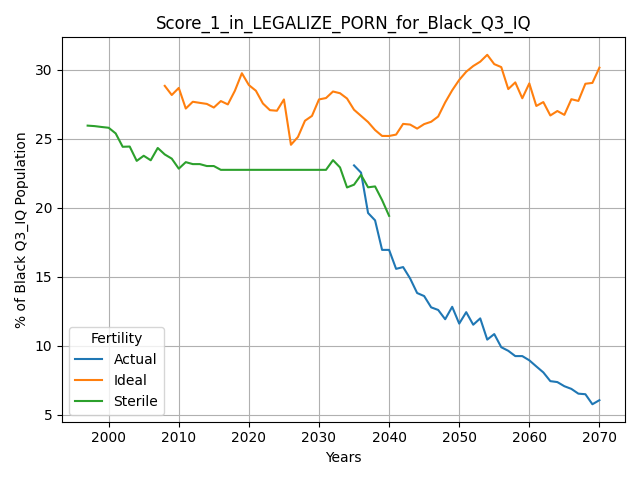 Score_1_in_LEGALIZE_PORN_for_Black_Q3_IQ
% of Black Q3_IQ Population
30
25
20
15
10
5
Fertility
Actual
Ideal
Sterile
2000 2010 2020 2030 2040 2050 2060 2070
Years